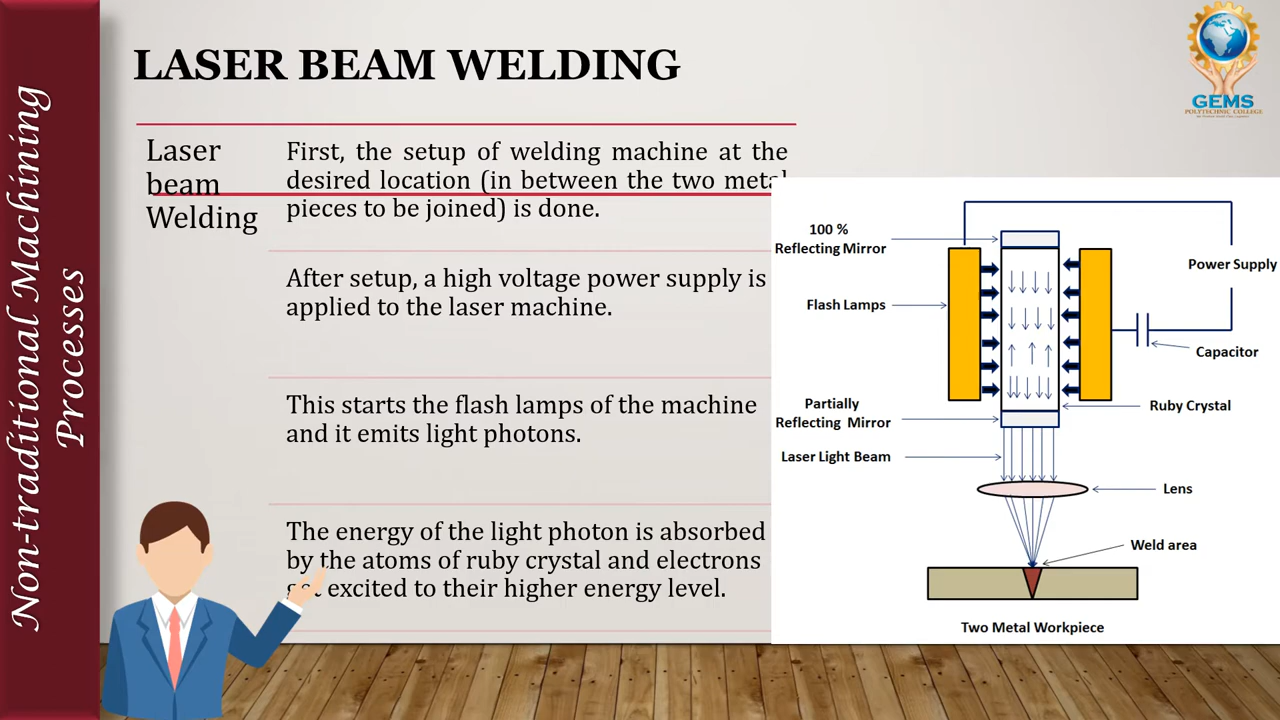 Non-traditional Machining
Processes
LASER BEAM WELDING
GEMS
POLYTECHNIC COLLEGE
Laser
beam
Welding
First, the setup of welding machine at the
desired location (in between the two metal
pieces to be joined) is done.
After setup, a high voltage power supply is
applied to the laser machine.
This starts the flash lamps of the machine
and it emits light photons.
The energy of the light photon is absorbed
by the atoms of ruby crystal and electrons
excited to their higher energy level.
100 %
Reflecting Mirror
Flash Lamps
Partially
Reflecting Mirror
Laser Light Beam
Power Supply
Capacitor
Ruby Crystal
Lens
Weld area
Two Metal Workpiece